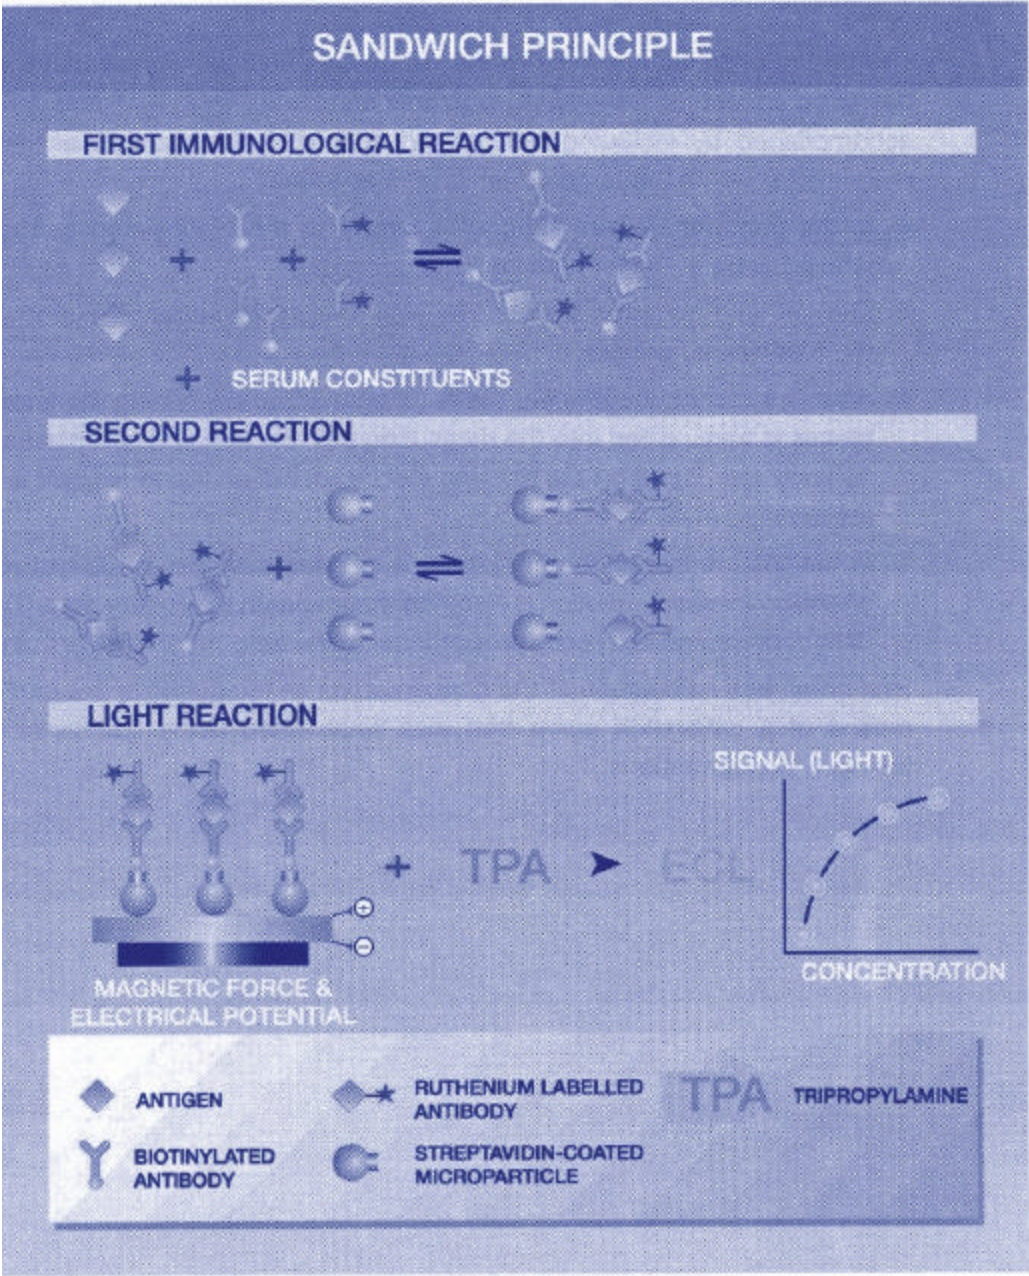 SANDWICH PRINCIPLE
FIRST IMMUNOLOGICAL REACTION
+ +
+ SERUM CONSTITUENTS
SECOND REACTION
+
LIGHT REACTION
SIGNAL (LIGHT)
+ TPA ECL
+
−
CONCENTRATION
MAGNETIC FORCE &
ELECTRICAL POTENTIAL
ANTIGEN
RUTHENIUM LABELLED
ANTIBODY
TPA TRIPROPYLAMINE
BIOTINYLATED
ANTIBODY
STREPTAVIDIN-COATED
MICROPARTICLE